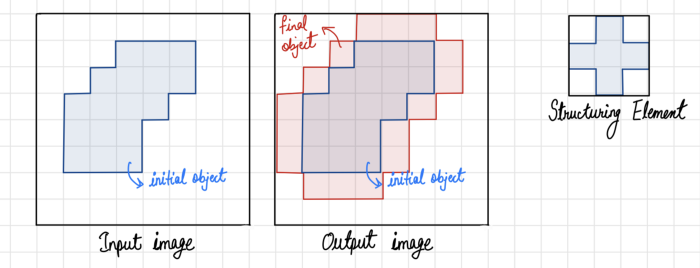 final
object
initial object
initial object
Structuring Element
Input image
Output image